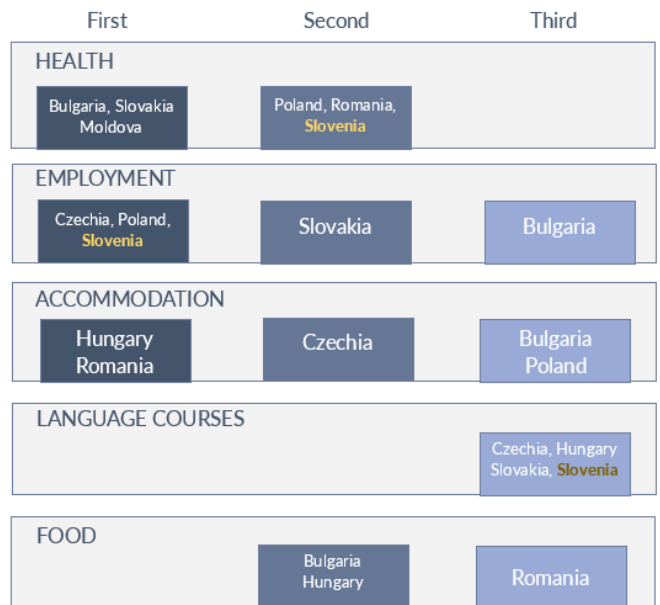 First Second Third
HEALTH
Bulgaria, Slovakia
Moldova
Poland, Romania,
Slovenia
EMPLOYMENT
Czechia, Poland,
Slovenia
Slovakia
Bulgaria
ACCOMMODATION
Hungary
Romania
Czechia
Bulgaria
Poland
LANGUAGE COURSES
Czechia, Hungary
Slovakia, Slovenia
FOOD
Bulgaria
Hungary
Romania